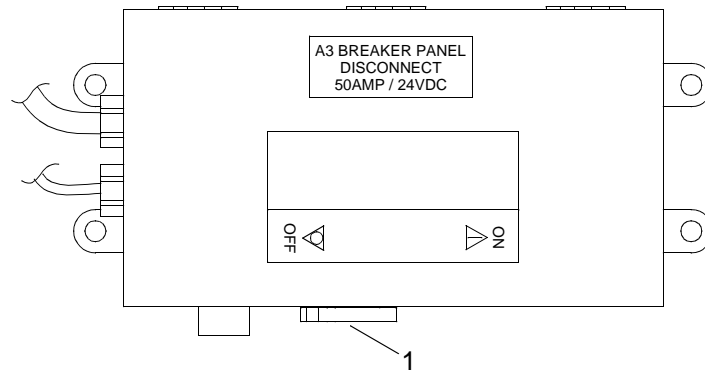 A3 BREAKER PANEL
DISCONNECT
50AMP / 24VDC
OFF
ON
1